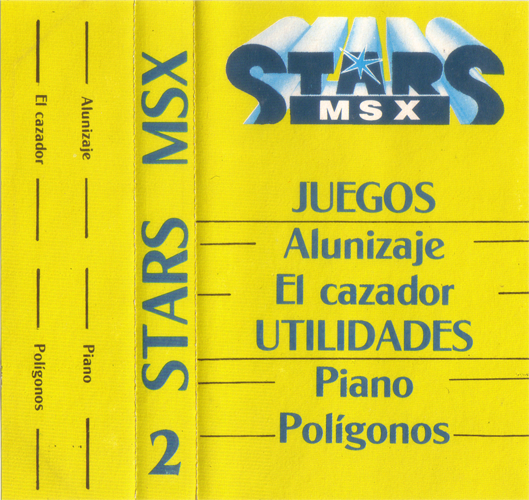 Alunizaje
El cazador
Piano
Polígonos
STARS MSX
2
STARS
MSX
JUEGOS
Alunizaje
El cazador
UTILIDADES
Piano
Polígonos